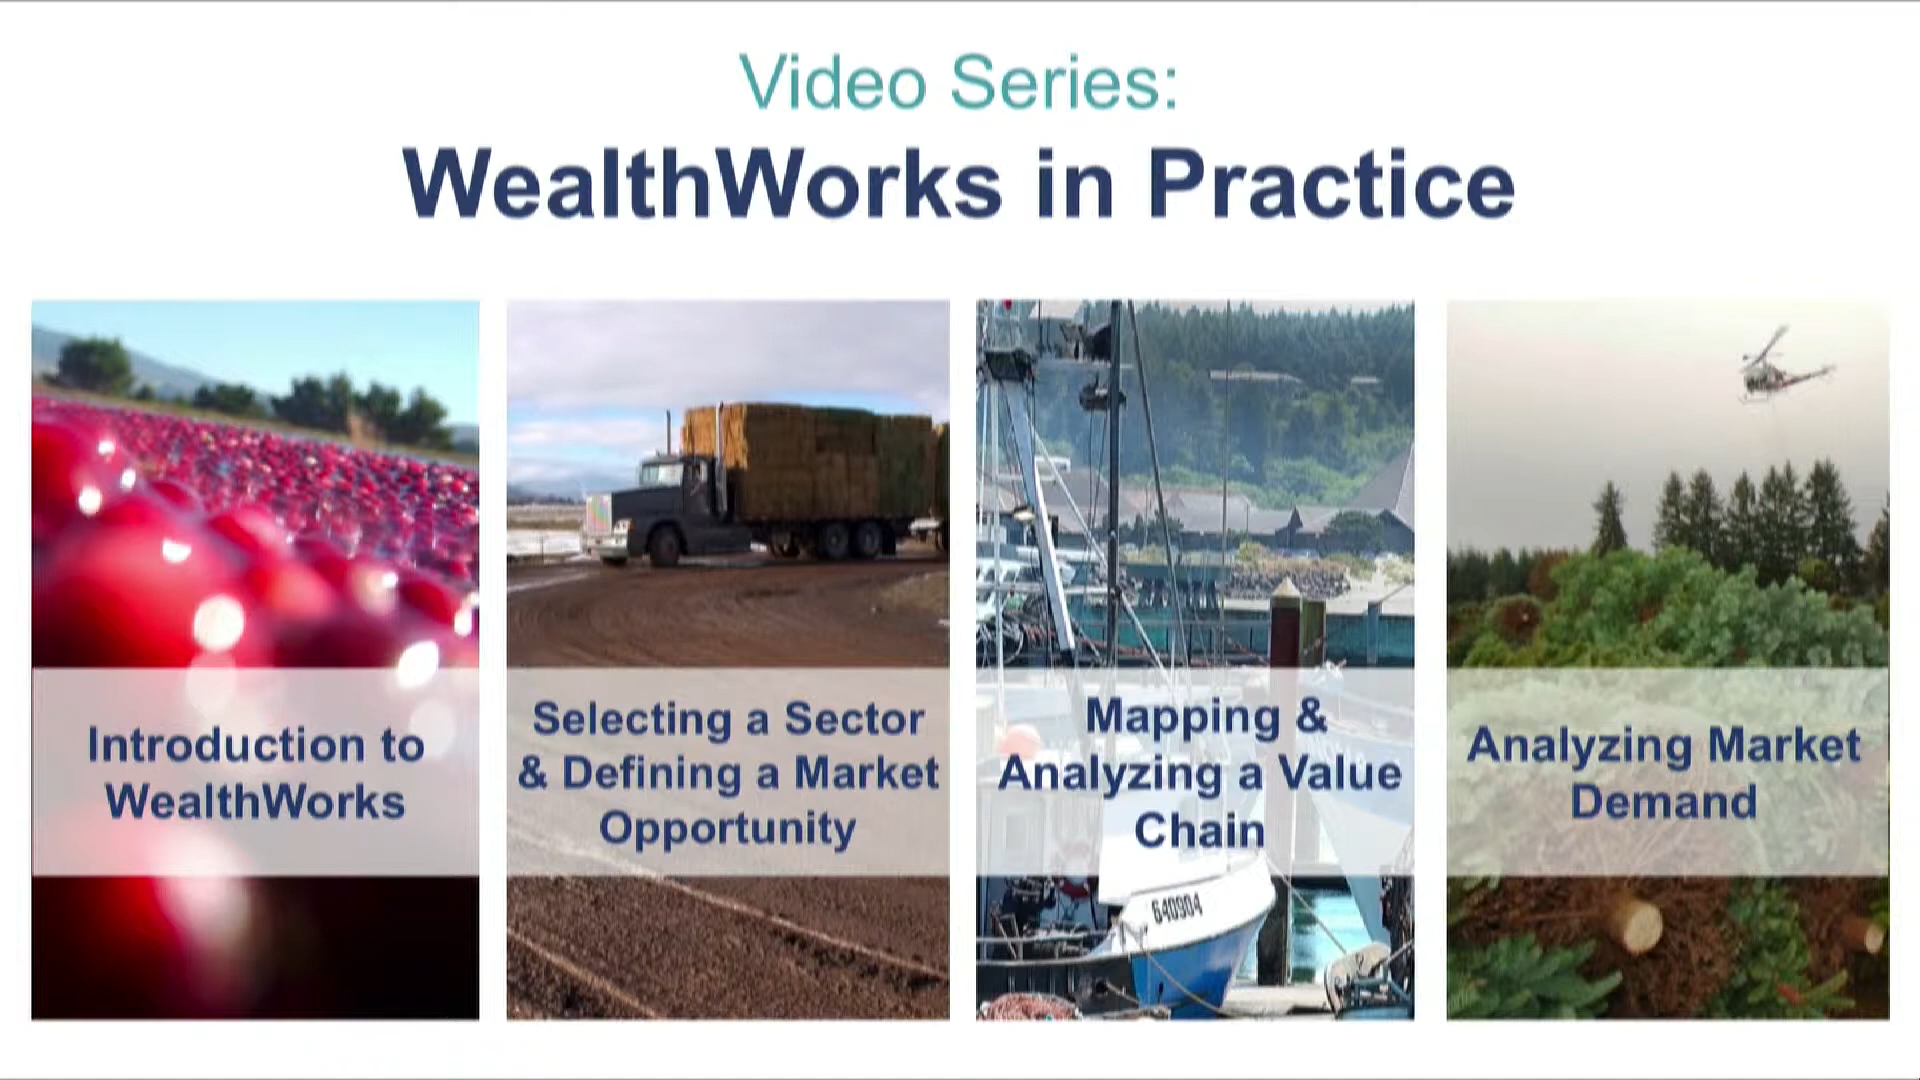 Video Series:
WealthWorks in Practice
Introduction to
WealthWorks
Selecting a Sector
& Defining a Market
Opportunity
Mapping &
Analyzing a Value
Chain
640904
Analyzing Market
Demand